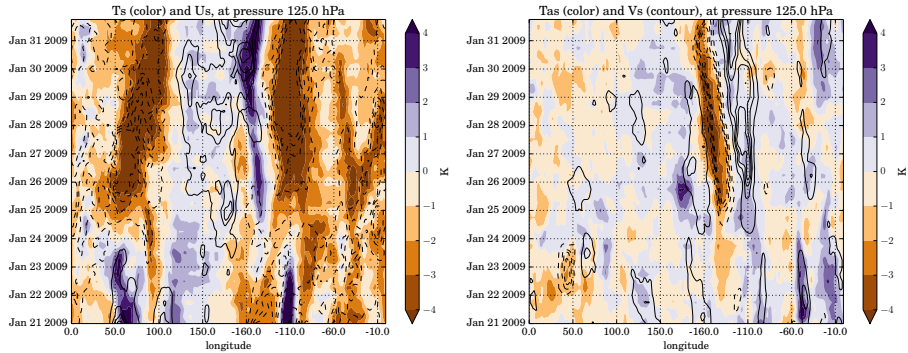 Ts (color) and Us, at pressure 125.0 hPa
Jan 31 2009
Jan 30 2009
Jan 29 2009
Jan 28 2009
Jan 27 2009
Jan 26 2009
Jan 25 2009
Jan 24 2009
Jan 23 2009
Jan 22 2009
Jan 21 2009
0.0 50.0 100.0 150.0 -160.0 -110.0 -60.0 -10.0
longitude
4
3
2
1
0
−1
−2
−3
−4
K
Tas (color) and Vs (contour), at pressure 125.0 hPa
Jan 31 2009
Jan 30 2009
Jan 29 2009
Jan 28 2009
Jan 27 2009
Jan 26 2009
Jan 25 2009
Jan 24 2009
Jan 23 2009
Jan 22 2009
Jan 21 2009
0.0 50.0 100.0 150.0 -160.0 -110.0 -60.0 -10.0
longitude
4
3
2
1
0
−1
−2
−3
−4
K